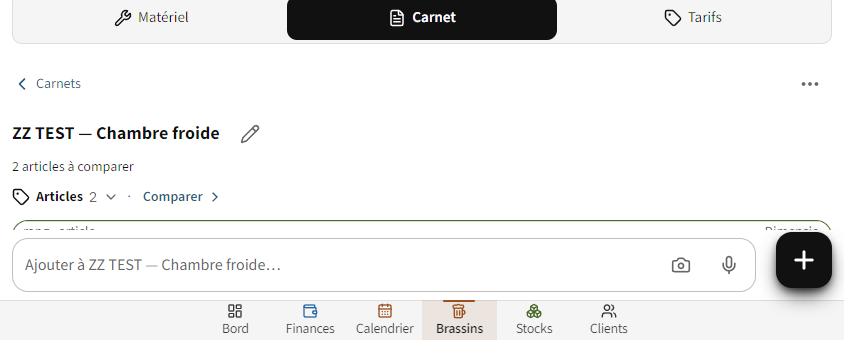 Matériel
Carnet
Tarifs
Carnets
ZZ TEST — Chambre froide
2 articles à comparer
Articles 2 · Comparer
Ajouter à ZZ TEST — Chambre froide…
Bord
Finances
Calendrier
Brassins
Stocks
Clients